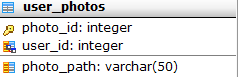 user_photos
photo_id: integer
user_id: integer
photo_path: varchar(50)